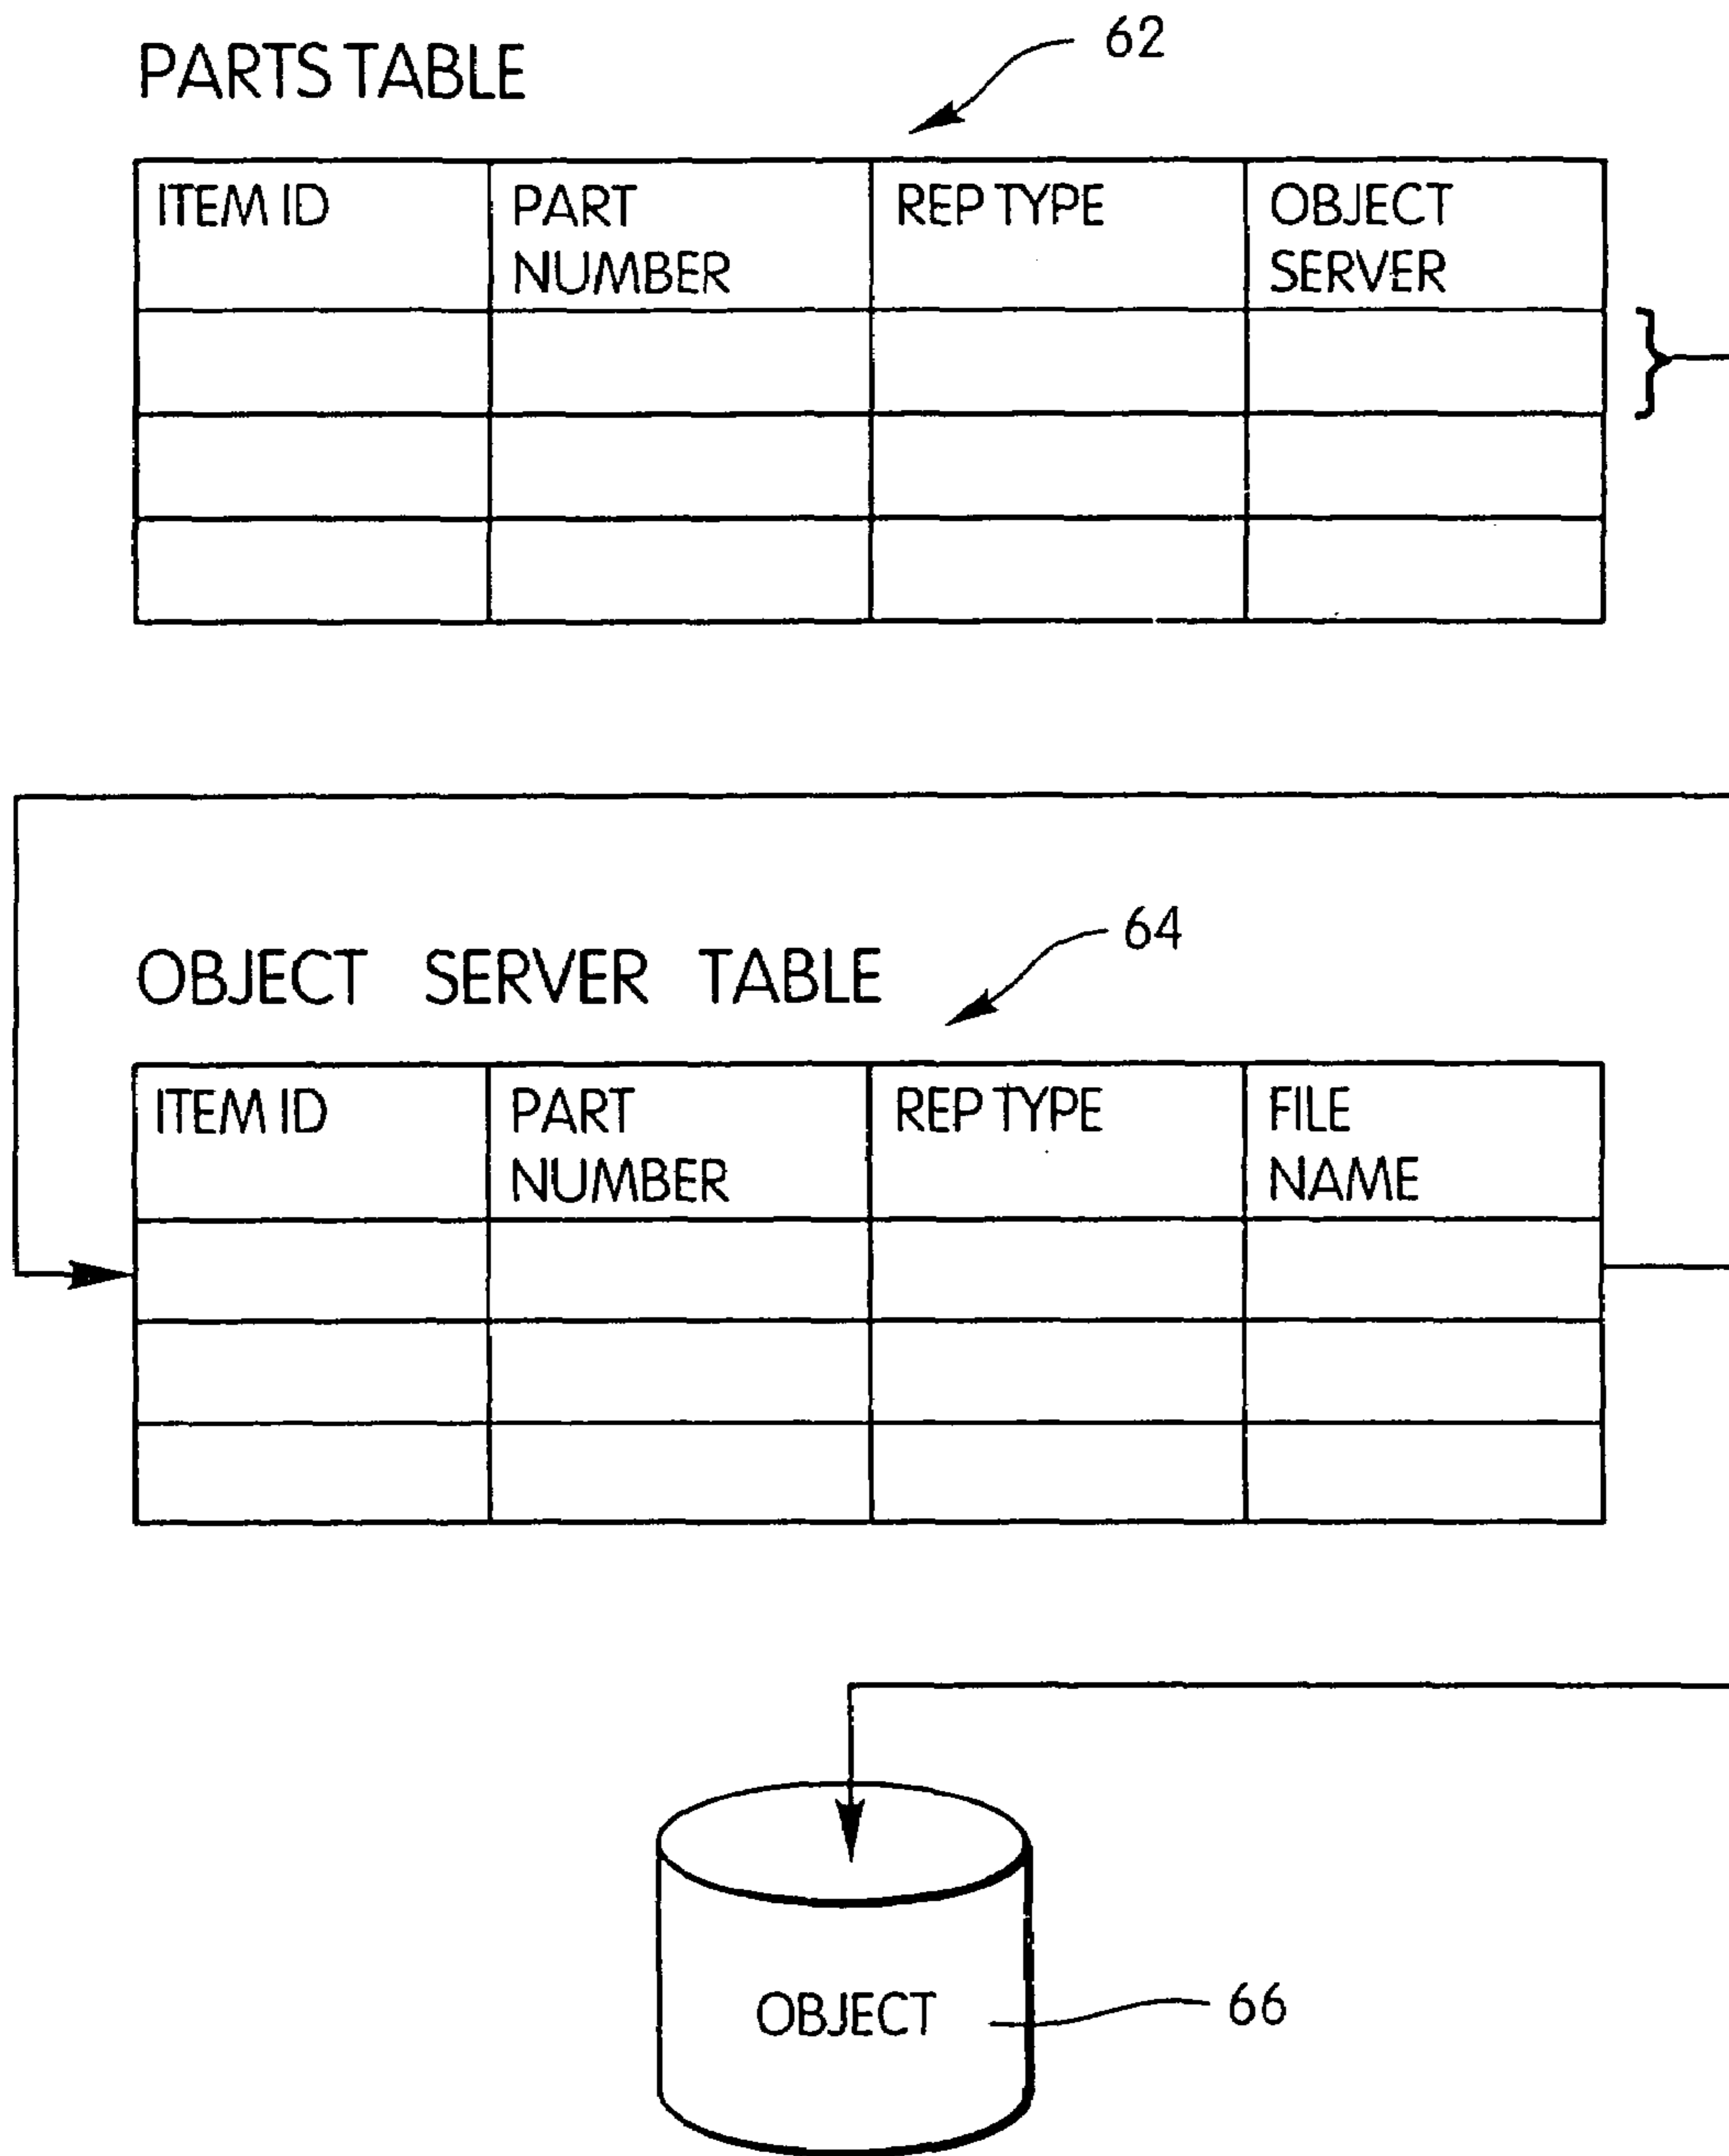 62
PARTS TABLE
ITEM ID
PART
NUMBER
REP TYPE
OBJECT
SERVER
64
OBJECT SERVER TABLE
ITEM ID
PART
NUMBER
REP TYPE
FILE
NAME
OBJECT
66